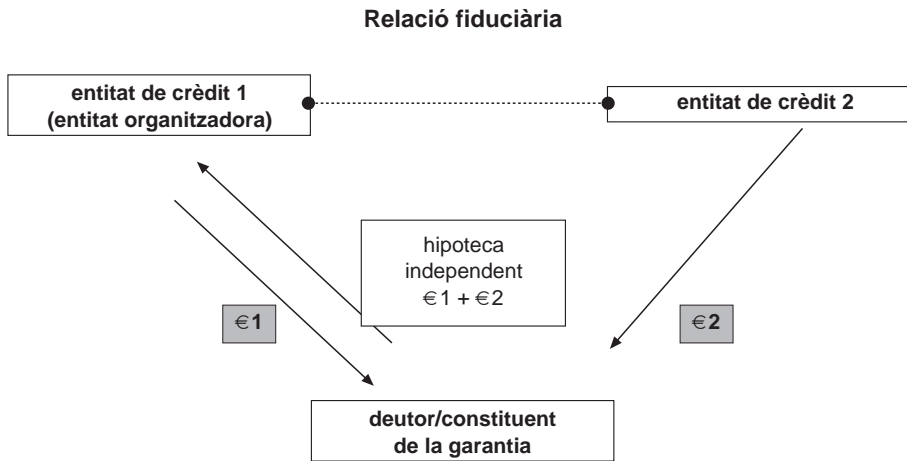 Relació fiduciària
entitat de crèdit 1
(entitat organitzadora)
entitat de crèdit 2
hipoteca
independent
€1 + €2
€1
€2
deutor/constituent
de la garantia